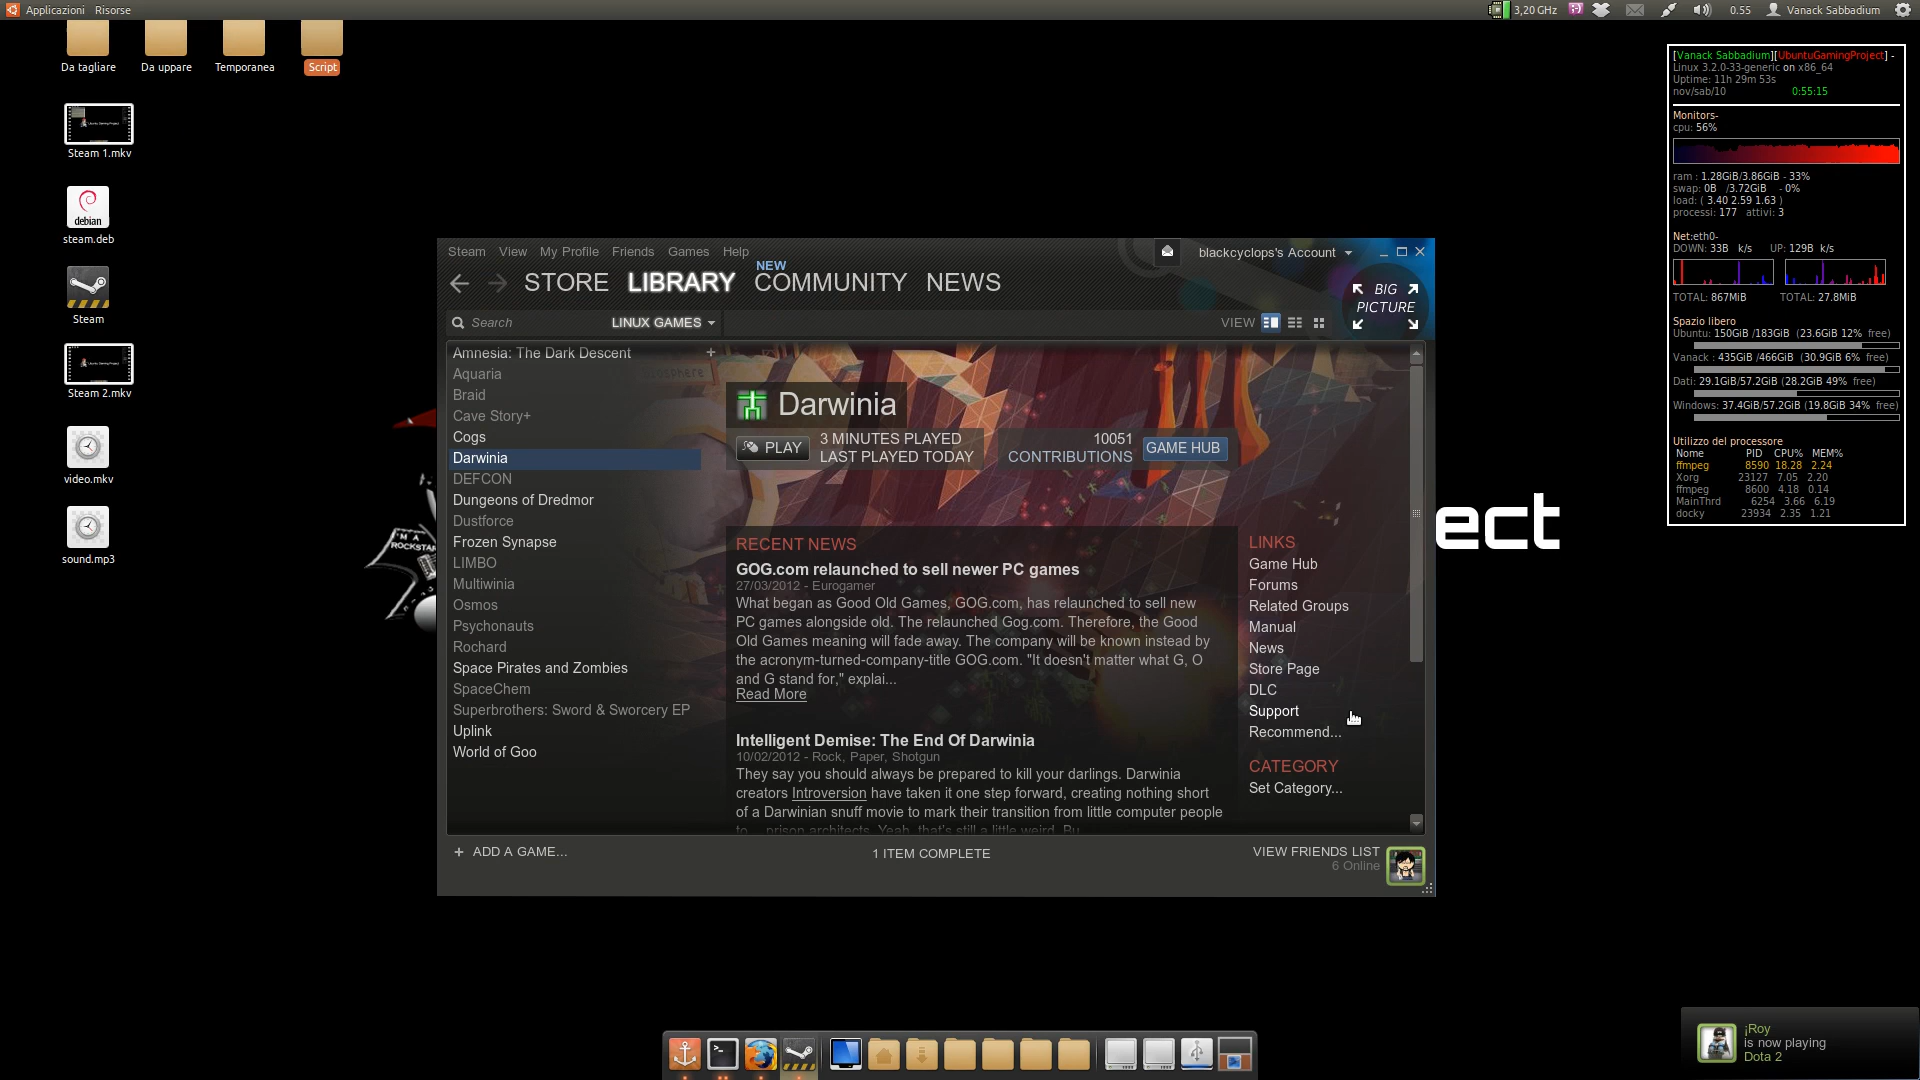 Applicazioni Risorse
3,20 GHz 0.55 Vanack Sabbadium
Da tagliare
Da uppare
Temporanea
Script
Steam 1.mkv
debian
steam.deb
Steam
Steam 2.mkv
video.mkv
sound.mp3
I'M A
ROCKSTAR
ect
Steam View My Profile Friends Games Help
blackcyclops's Account
STORE LIBRARY COMMUNITY NEWS
NEW
BIG
PICTURE
Search
LINUX GAMES
VIEW
Amnesia: The Dark Descent +
Aquaria
Braid
Cave Story+
Cogs
Darwinia
DEFCON
Dungeons of Dredmor
Dustforce
Frozen Synapse
LIMBO
Multiwinia
Osmos
Psychonauts
Rochard
Space Pirates and Zombies
SpaceChem
Superbrothers: Sword & Sworcery EP
Uplink
World of Goo
Darwinia
PLAY
3 MINUTES PLAYED
LAST PLAYED TODAY
10051
CONTRIBUTIONS
GAME HUB
RECENT NEWS
GOG.com relaunched to sell newer PC games
27/03/2012 - Eurogamer
What began as Good Old Games, GOG.com, has relaunched to sell new
PC games alongside old. The relaunched Gog.com. Therefore, the Good
Old Games meaning will fade away. The company will be known instead by
the acronym-turned-company-title GOG.com. "It doesn't matter what G, O
and G stand for," explai...
Read More
Intelligent Demise: The End Of Darwinia
10/02/2012 - Rock, Paper, Shotgun
They say you should always be prepared to kill your darlings. Darwinia
creators Introversion have taken it one step forward, creating nothing short
of a Darwinian snuff movie to mark their transition from little computer people
to... prison architects. Yeah, that's still a little weird. Bu
LINKS
Game Hub
Forums
Related Groups
Manual
News
Store Page
DLC
Support
Recommend...
CATEGORY
Set Category...
+ ADD A GAME...
1 ITEM COMPLETE
VIEW FRIENDS LIST
6 Online
[Vanack Sabbadium][UbuntuGamingProject] -
Linux 3.2.0-33-generic on x86_64
Uptime: 11h 29m 53s
nov/sab/10 0:55:15
Monitors-
cpu: 56%
ram : 1.28GiB/3.86GiB - 33%
swap: 0B /3.72GiB - 0%
load: ( 3.40 2.59 1.63 )
processi: 177 attivi: 3
Net:eth0-
DOWN: 33B k/s UP: 129B k/s
TOTAL: 867MiB TOTAL: 27.8MiB
Spazio libero
Ubuntu: 150GiB /183GiB (23.6GiB 12% free)
Vanack : 435GiB /466GiB (30.9GiB 6% free)
Dati: 29.1GiB/57.2GiB (28.2GiB 49% free)
Windows: 37.4GiB/57.2GiB (19.8GiB 34% free)
Utilizzo del processore
Nome PID CPU% MEM%
ffmpeg 8590 18.28 2.24
Xorg 23127 7.05 2.20
ffmpeg 8600 4.18 0.14
MainThrd 6254 3.66 6.19
docky 23934 2.35 1.21
¡Roy
is now playing
Dota 2